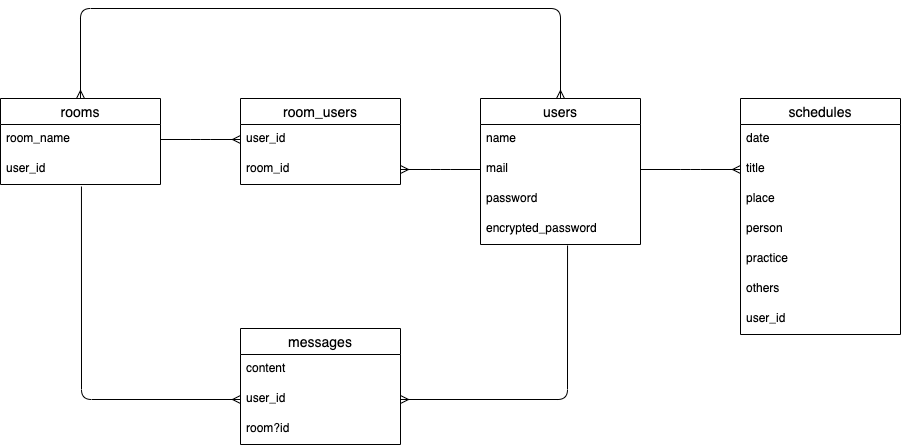 rooms
room_name
user_id
room_users
user_id
room_id
users
name
mail
password
encrypted_password
schedules
date
title
place
person
practice
others
user_id
messages
content
user_id
room?id